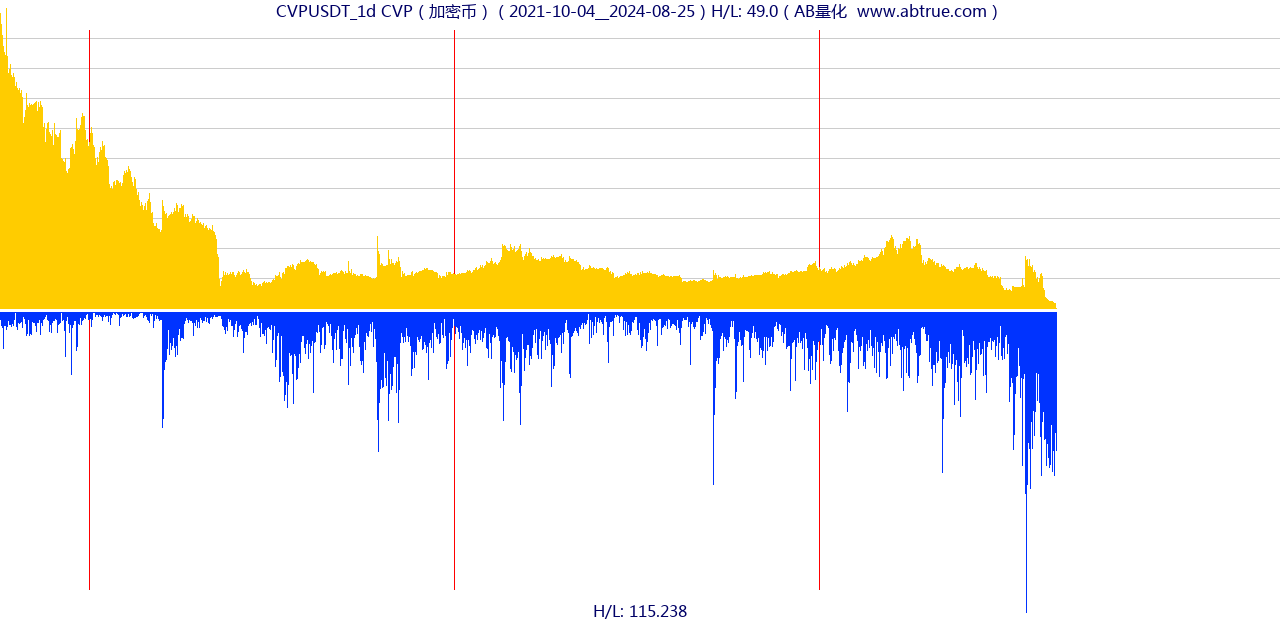 CVPUSDT_1d CVP ( 加密币 ) ( 2021-10-04__2024-08-25 ) H/L: 49.0 ( AB量化  www.abtrue.com )
H/L: 115.238